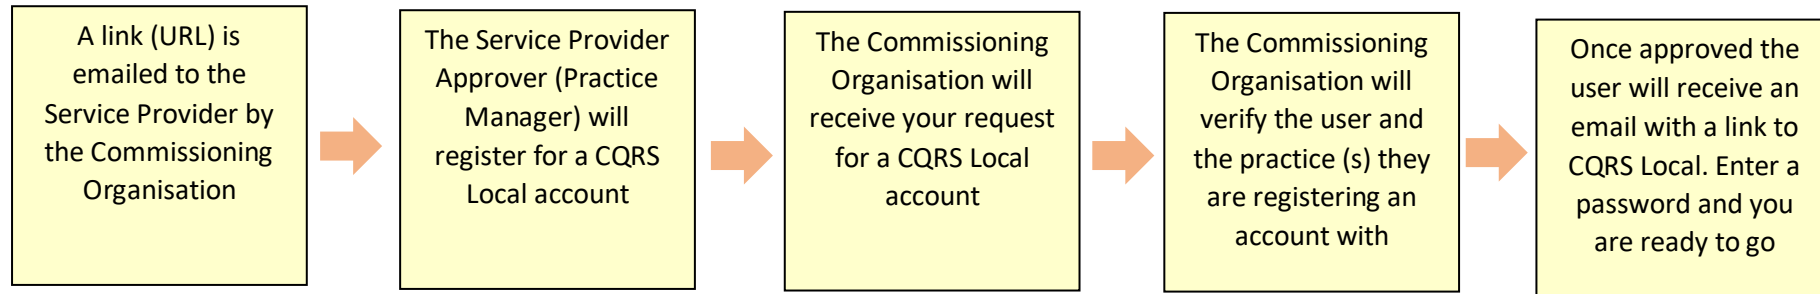 A link (URL) is
emailed to the
Service Provider by
the Commissioning
Organisation
The Service Provider
Approver (Practice
Manager) will
register for a CQRS
Local account
The Commissioning
Organisation will
receive your request
for a CQRS Local
account
The Commissioning
Organisation will
verify the user and
the practice (s) they
are registering an
account with
Once approved the
user will receive an
email with a link to
CQRS Local. Enter a
password and you
are ready to go